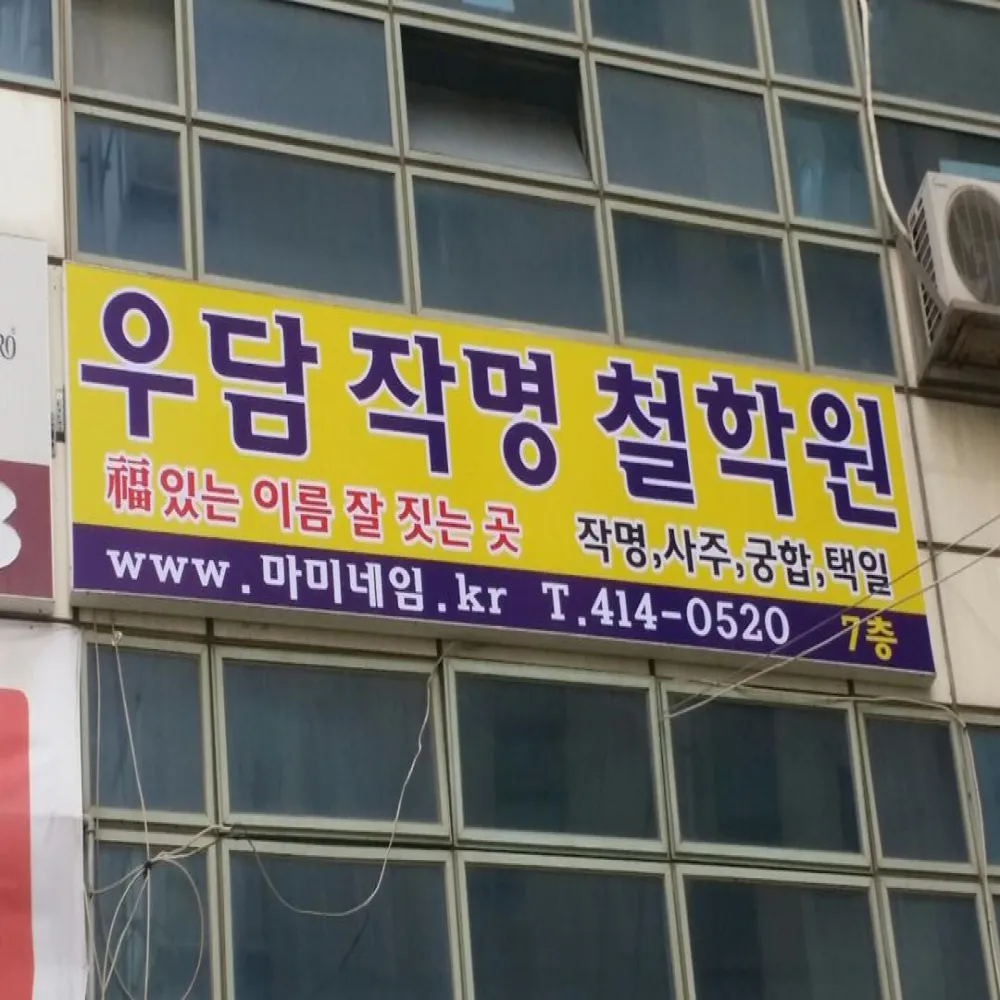 우담 작명 철학원
福 있는 이름 잘 짓는 곳 작명,사주,궁합,택일
www.마미네임.kr T.414-0520 7층